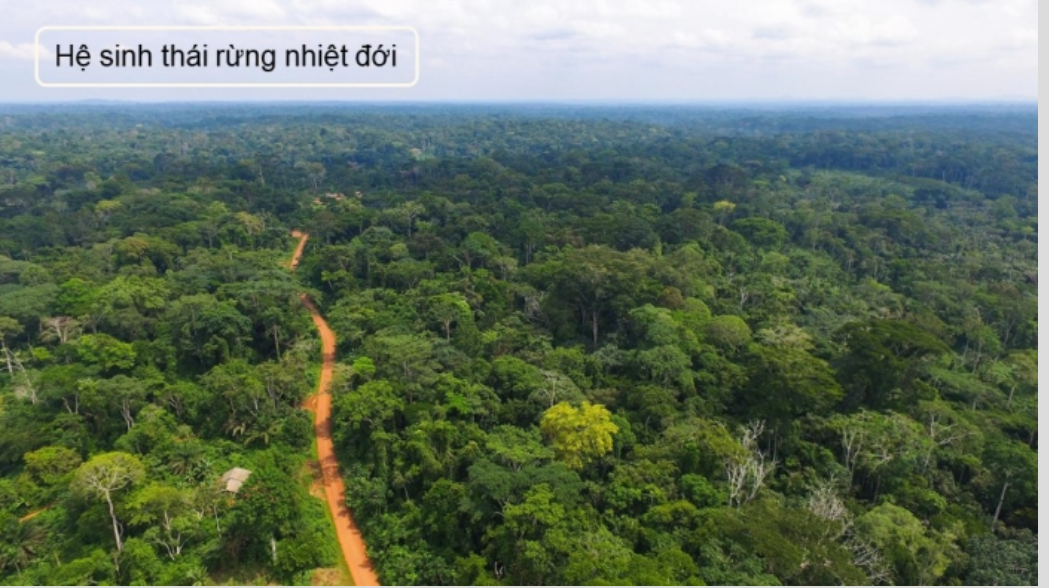 Hệ sinh thái rừng nhiệt đới